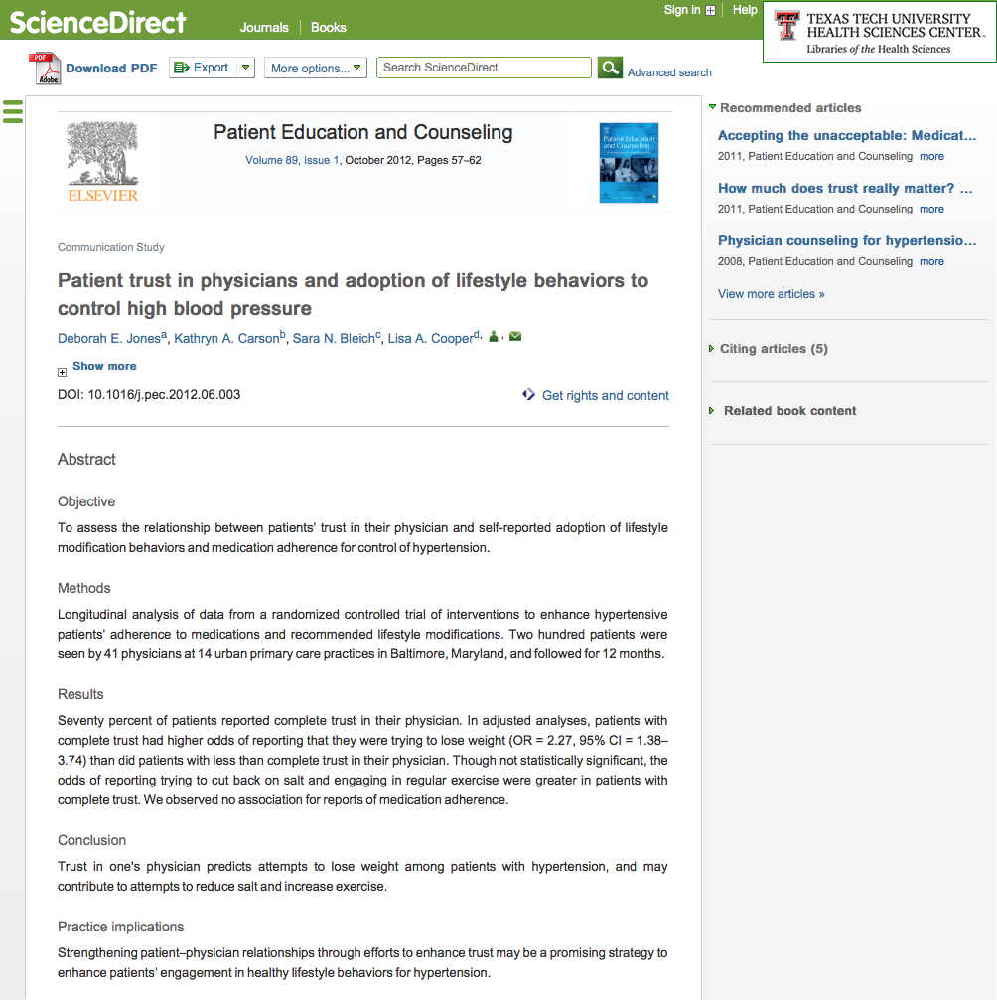 ScienceDirect
Journals
Books
Sign in
Help
TEXAS TECH UNIVERSITY
HEALTH SCIENCES CENTER™
Libraries of the Health Sciences
PDF
Adobe
Download PDF
Export
More options...
Search ScienceDirect
Advanced search
ELSEVIER
Patient Education and Counseling
Volume 89, Issue 1, October 2012, Pages 57–62
Patient Education
and Counseling
Communication Study
Patient trust in physicians and adoption of lifestyle behaviors to
control high blood pressure
Deborah E. Jonesa, Kathryn A. Carsonb, Sara N. Bleichc, Lisa A. Cooperd, ,
Show more
DOI: 10.1016/j.pec.2012.06.003
Get rights and content
Abstract
Objective
To assess the relationship between patients’ trust in their physician and self-reported adoption of lifestyle
modification behaviors and medication adherence for control of hypertension.
Methods
Longitudinal analysis of data from a randomized controlled trial of interventions to enhance hypertensive
patients’ adherence to medications and recommended lifestyle modifications. Two hundred patients were
seen by 41 physicians at 14 urban primary care practices in Baltimore, Maryland, and followed for 12 months.
Results
Seventy percent of patients reported complete trust in their physician. In adjusted analyses, patients with
complete trust had higher odds of reporting that they were trying to lose weight (OR = 2.27, 95% CI = 1.38–
3.74) than did patients with less than complete trust in their physician. Though not statistically significant, the
odds of reporting trying to cut back on salt and engaging in regular exercise were greater in patients with
complete trust. We observed no association for reports of medication adherence.
Conclusion
Trust in one's physician predicts attempts to lose weight among patients with hypertension, and may
contribute to attempts to reduce salt and increase exercise.
Practice implications
Strengthening patient–physician relationships through efforts to enhance trust may be a promising strategy to
enhance patients’ engagement in healthy lifestyle behaviors for hypertension.
Recommended articles
Accepting the unacceptable: Medicat...
2011, Patient Education and Counseling more
How much does trust really matter? ...
2011, Patient Education and Counseling more
Physician counseling for hypertensio...
2008, Patient Education and Counseling more
View more articles »
Citing articles (5)
Related book content